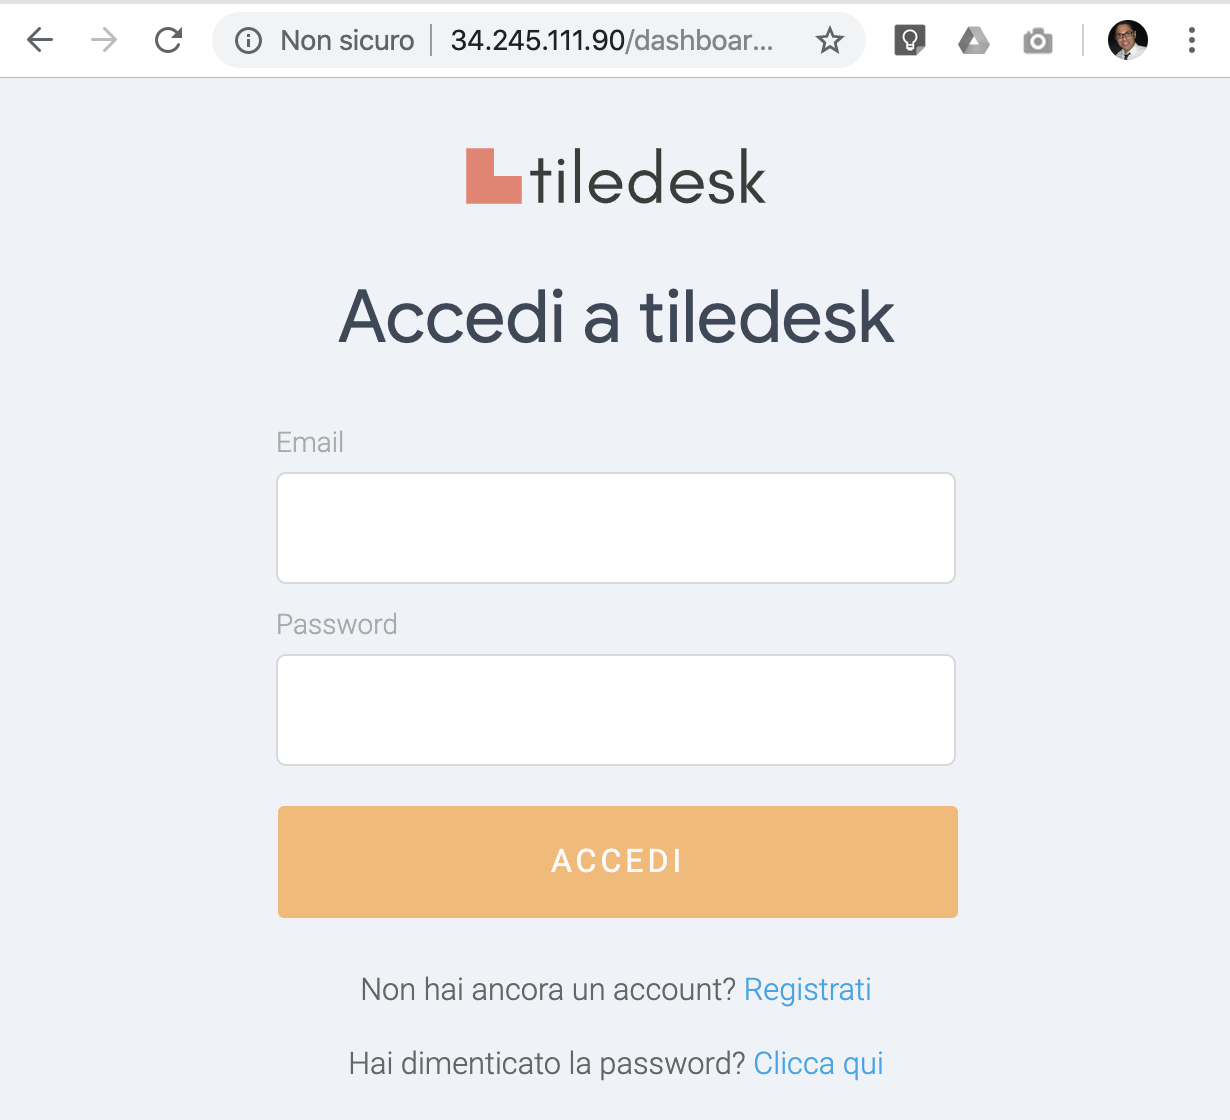 Non sicuro | 34.245.111.90/dashboar...
tiledesk
Accedi a tiledesk
Email
Password
ACCEDI
Non hai ancora un account? Registrati
Hai dimenticato la password? Clicca qui